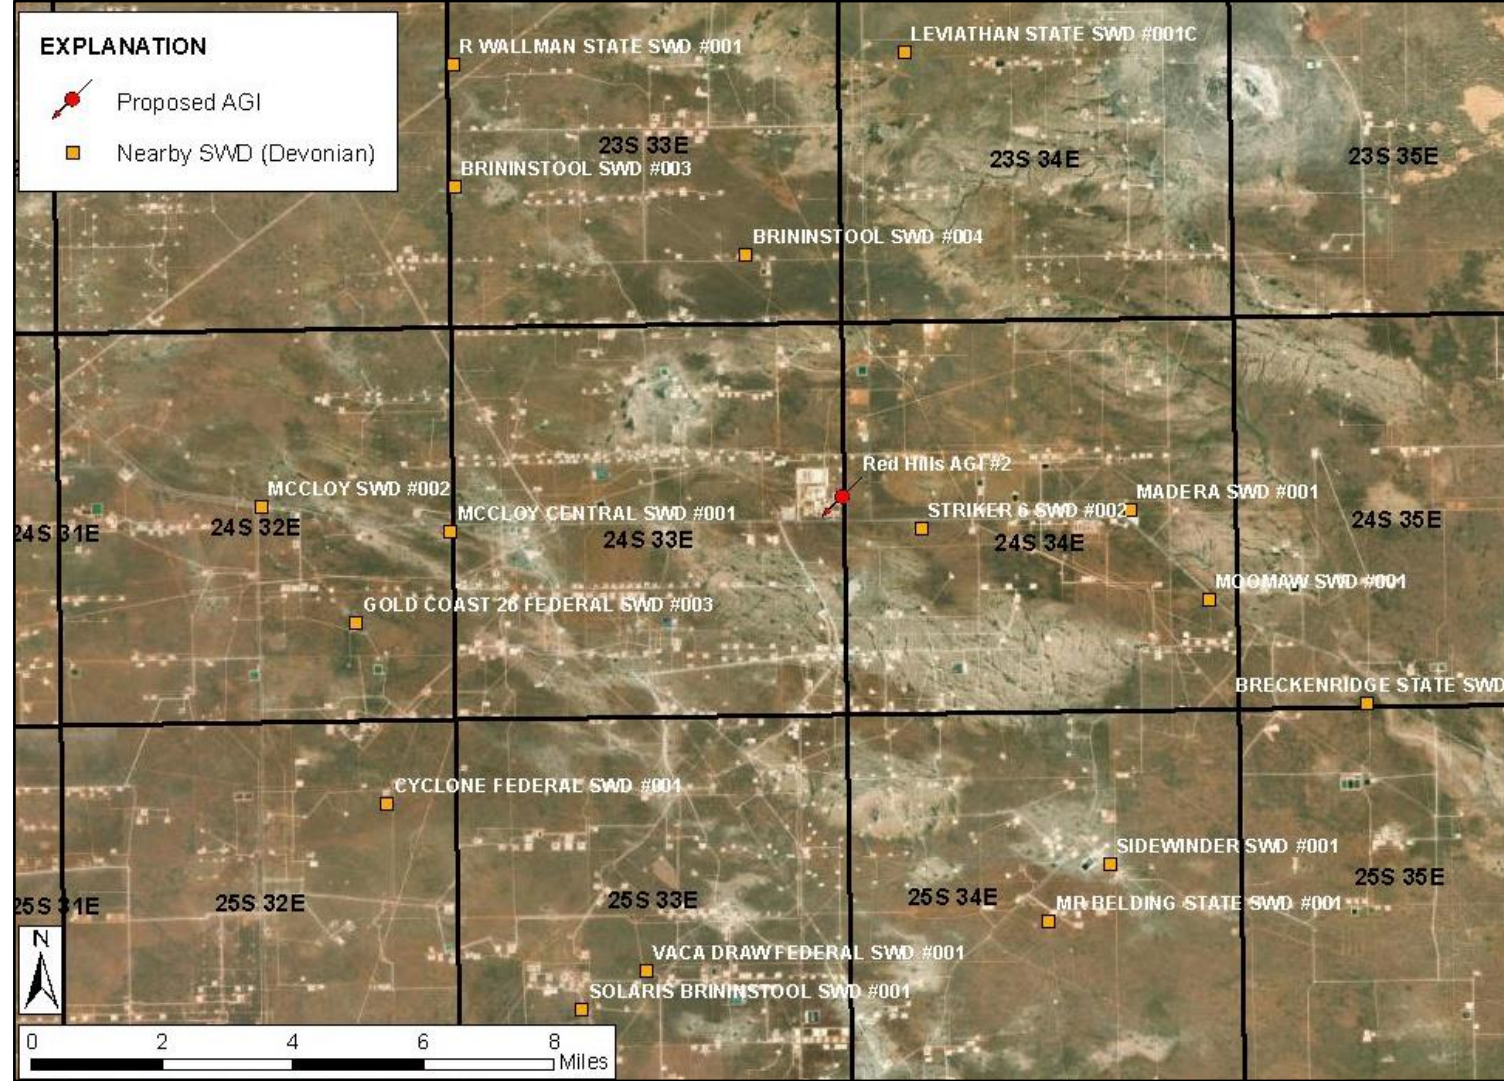 EXPLANATION
Proposed AGI
Nearby SWD (Devonian)
R WALLMAN STATE SWD #001
LEVIATHAN STATE SWD #001C
23S 33E
23S 34E
23S 35E
BRININSTOOL SWD #003
BRININSTOOL SWD #004
Red Hills AGI #2
MCCLOY SWD #002
MADERA SWD #001
MCCLOY CENTRAL SWD #001
STRIKER 6 SWD #002
24S 31E
24S 32E
24S 33E
24S 34E
24S 35E
MOOMAW SWD #001
GOLD COAST 26 FEDERAL SWD #003
BRECKENRIDGE STATE SWD
CYCLONE FEDERAL SWD #001
SIDEWINDER SWD #001
25S 31E
25S 32E
25S 33E
25S 34E
25S 35E
MR BELDING STATE SWD #001
VACA DRAW FEDERAL SWD #001
SOLARIS BRININSTOOL SWD #001
N
0 2 4 6 8
Miles